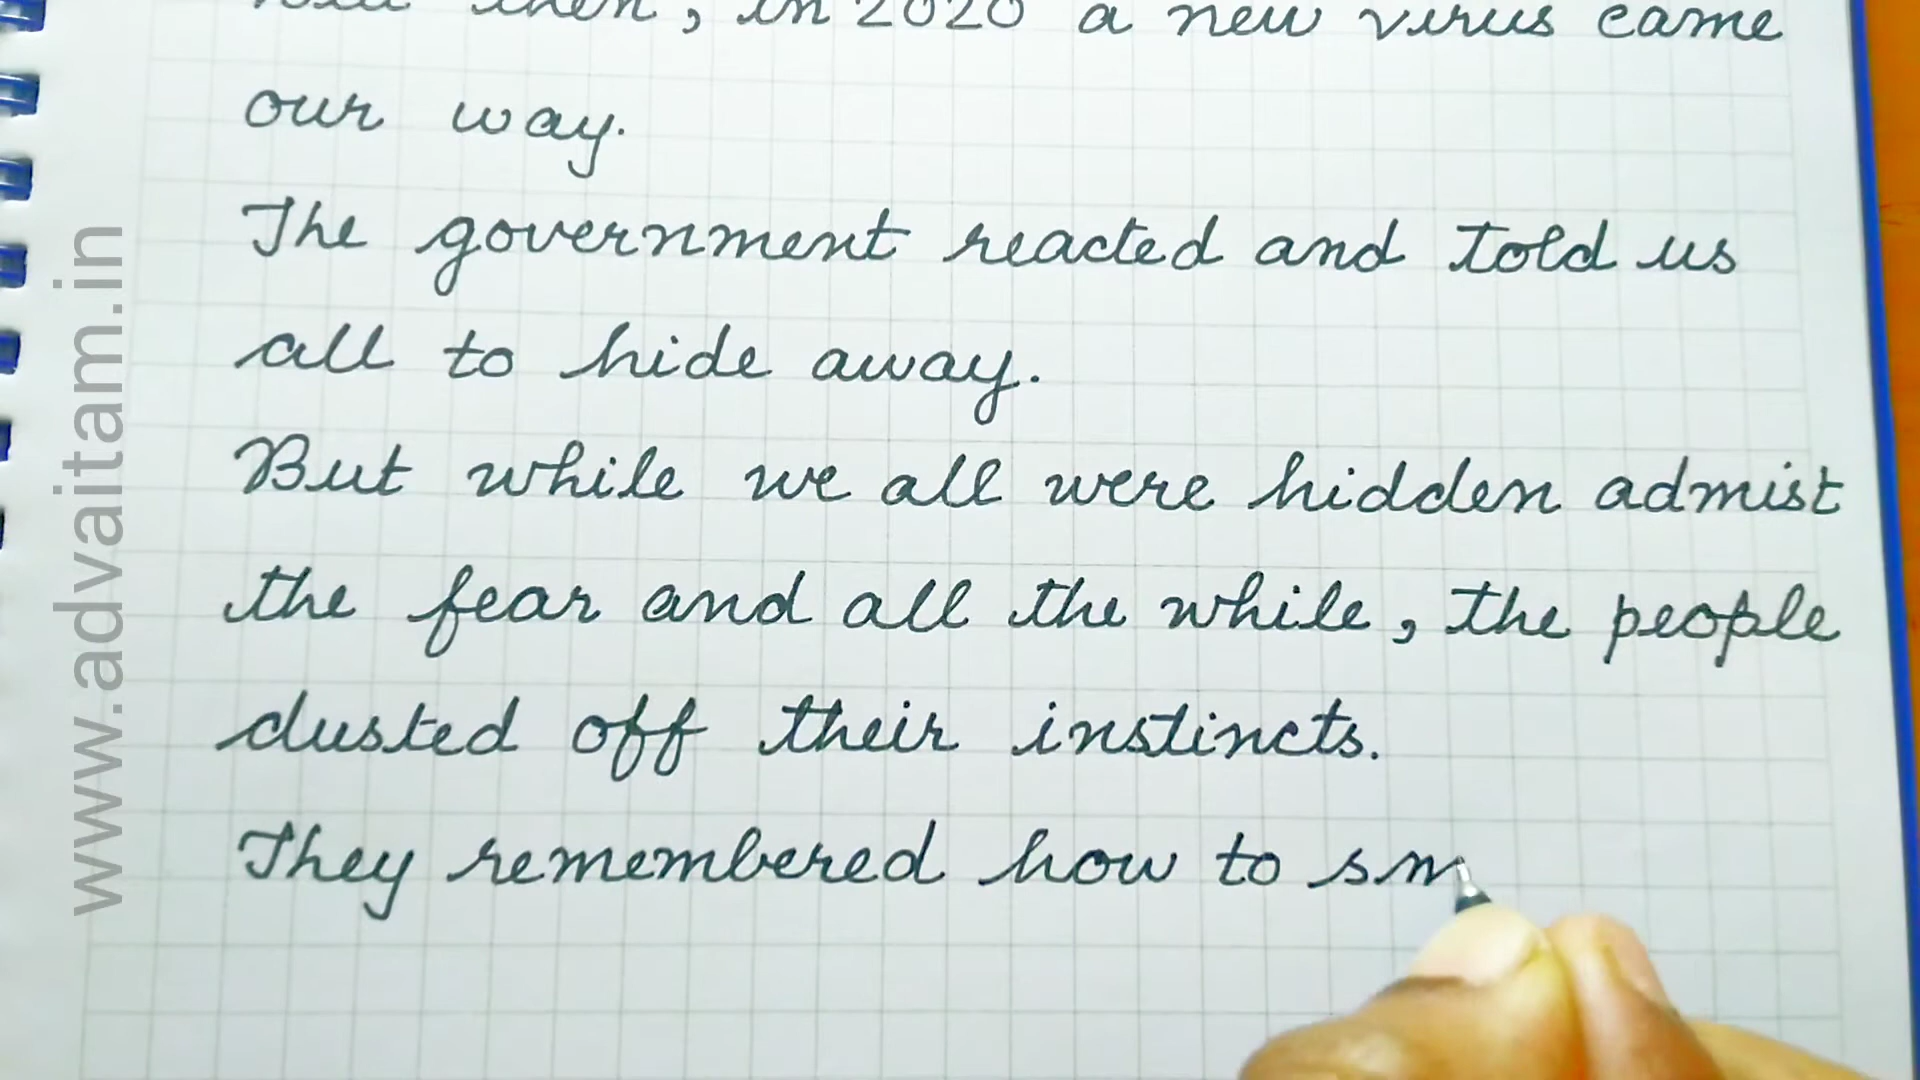 then, in 2020 a new virus came
our way.
The government reacted and told us
all to hide away.
But while we all were hidden admist
the fear and all the while, the people
dusted off their instincts.
They remembered how to sm
www.advaitam.in